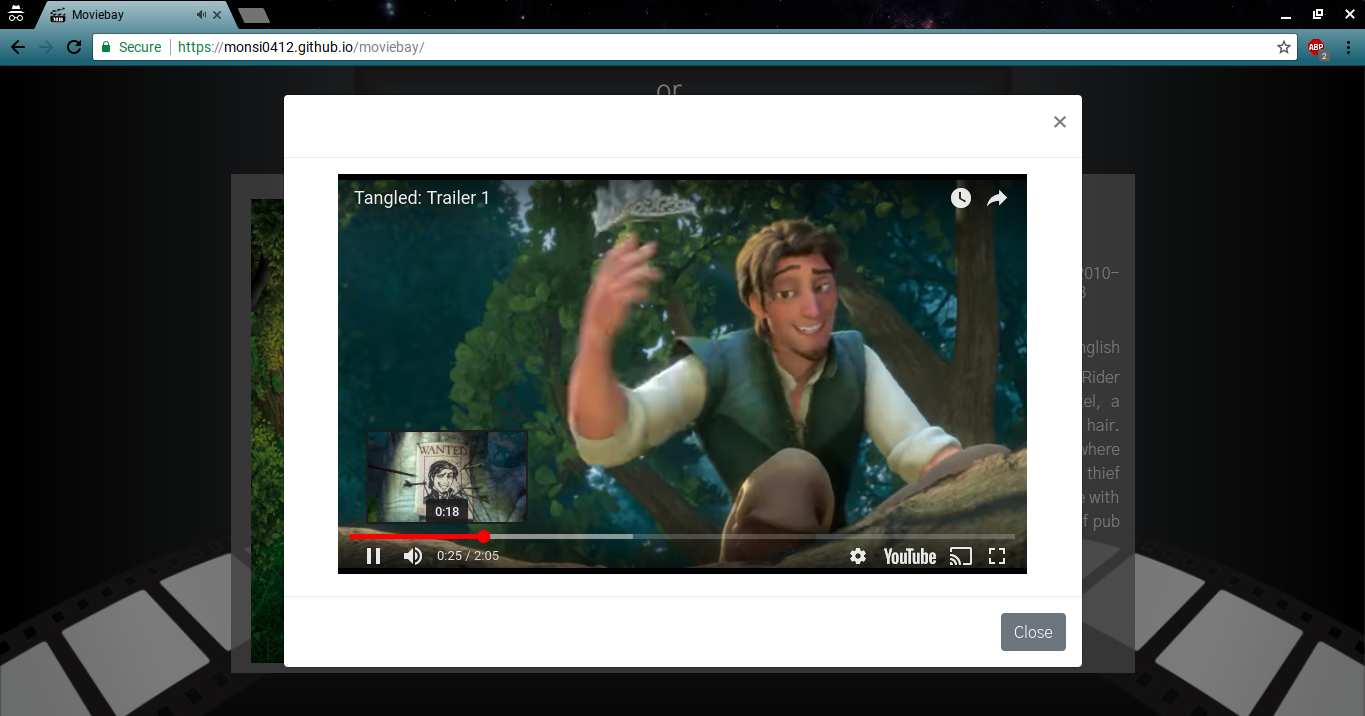 Moviebay
Secure
https://monsi0412.github.io/moviebay/
ABP
2
or
×
Tangled: Trailer 1
2010-
nglish
Rider
el, a
hair.
where
thief
with
f pub
WANTED
0:18
0:25 / 2:05
YouTube
Close